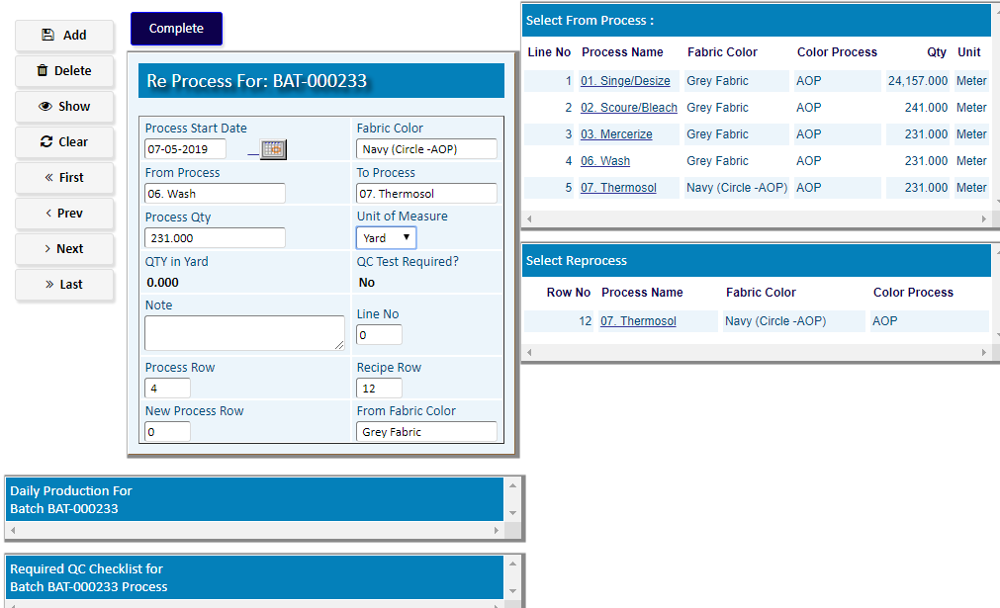 Add
Delete
Show
Clear
First
Prev
Next
Last
Complete
Re Process For: BAT-000233
Process Start Date
Fabric Color
07-05-2019
Navy (Circle -AOP)
From Process
To Process
06. Wash
07. Thermosol
Process Qty
Unit of Measure
231.000
Yard
QTY in Yard
QC Test Required?
0.000
No
Note
Line No
0
Process Row
Recipe Row
4
12
New Process Row
From Fabric Color
0
Grey Fabric
Select From Process :
Line No Process Name Fabric Color Color Process Qty Unit
1 01. Singe/Desize Grey Fabric AOP 24,157.000 Meter
2 02. Scoure/Bleach Grey Fabric AOP 241.000 Meter
3 03. Mercerize Grey Fabric AOP 231.000 Meter
4 06. Wash Grey Fabric AOP 231.000 Meter
5 07. Thermosol Navy (Circle -AOP) AOP 231.000 Meter
Select Reprocess
Row No Process Name Fabric Color Color Process
12 07. Thermosol Navy (Circle -AOP) AOP
Daily Production For
Batch BAT-000233
Required QC Checklist for
Batch BAT-000233 Process